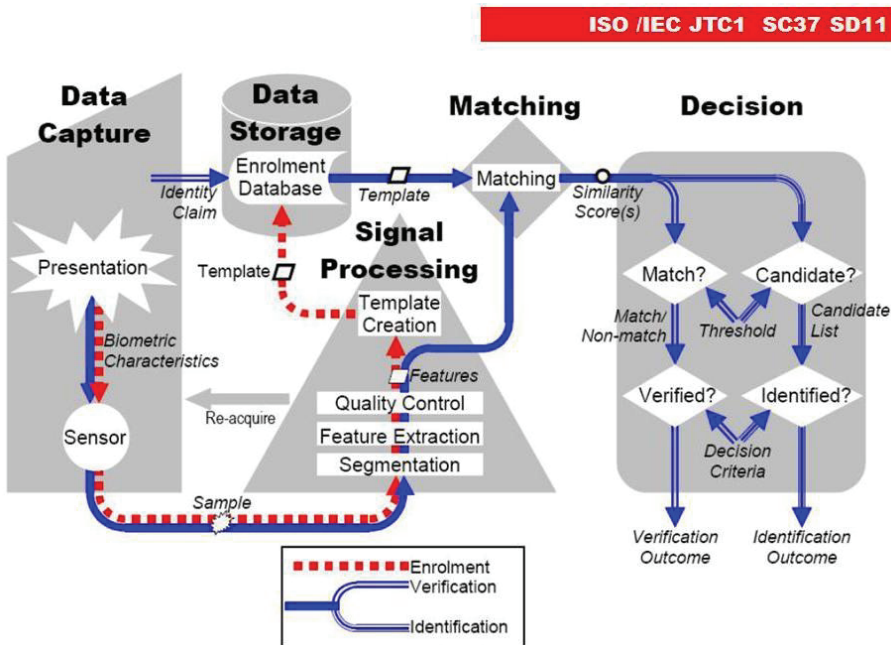 ISO /IEC JTC1 SC37 SD11
Data
Capture
Data
Storage
Matching
Decision
Enrolment
Database
Identity
Claim
Template
Matching
Similarity
Score(s)
Presentation
Template
Signal
Processing
Template
Creation
Match?
Candidate?
Match/
Non-match
Threshold
Candidate
List
Biometric
Characteristics
Features
Quality Control
Re-acquire
Feature Extraction
Segmentation
Sensor
Verified?
Identified?
Decision
Criteria
Sample
Verification
Outcome
Identification
Outcome
Enrolment
Verification
Identification